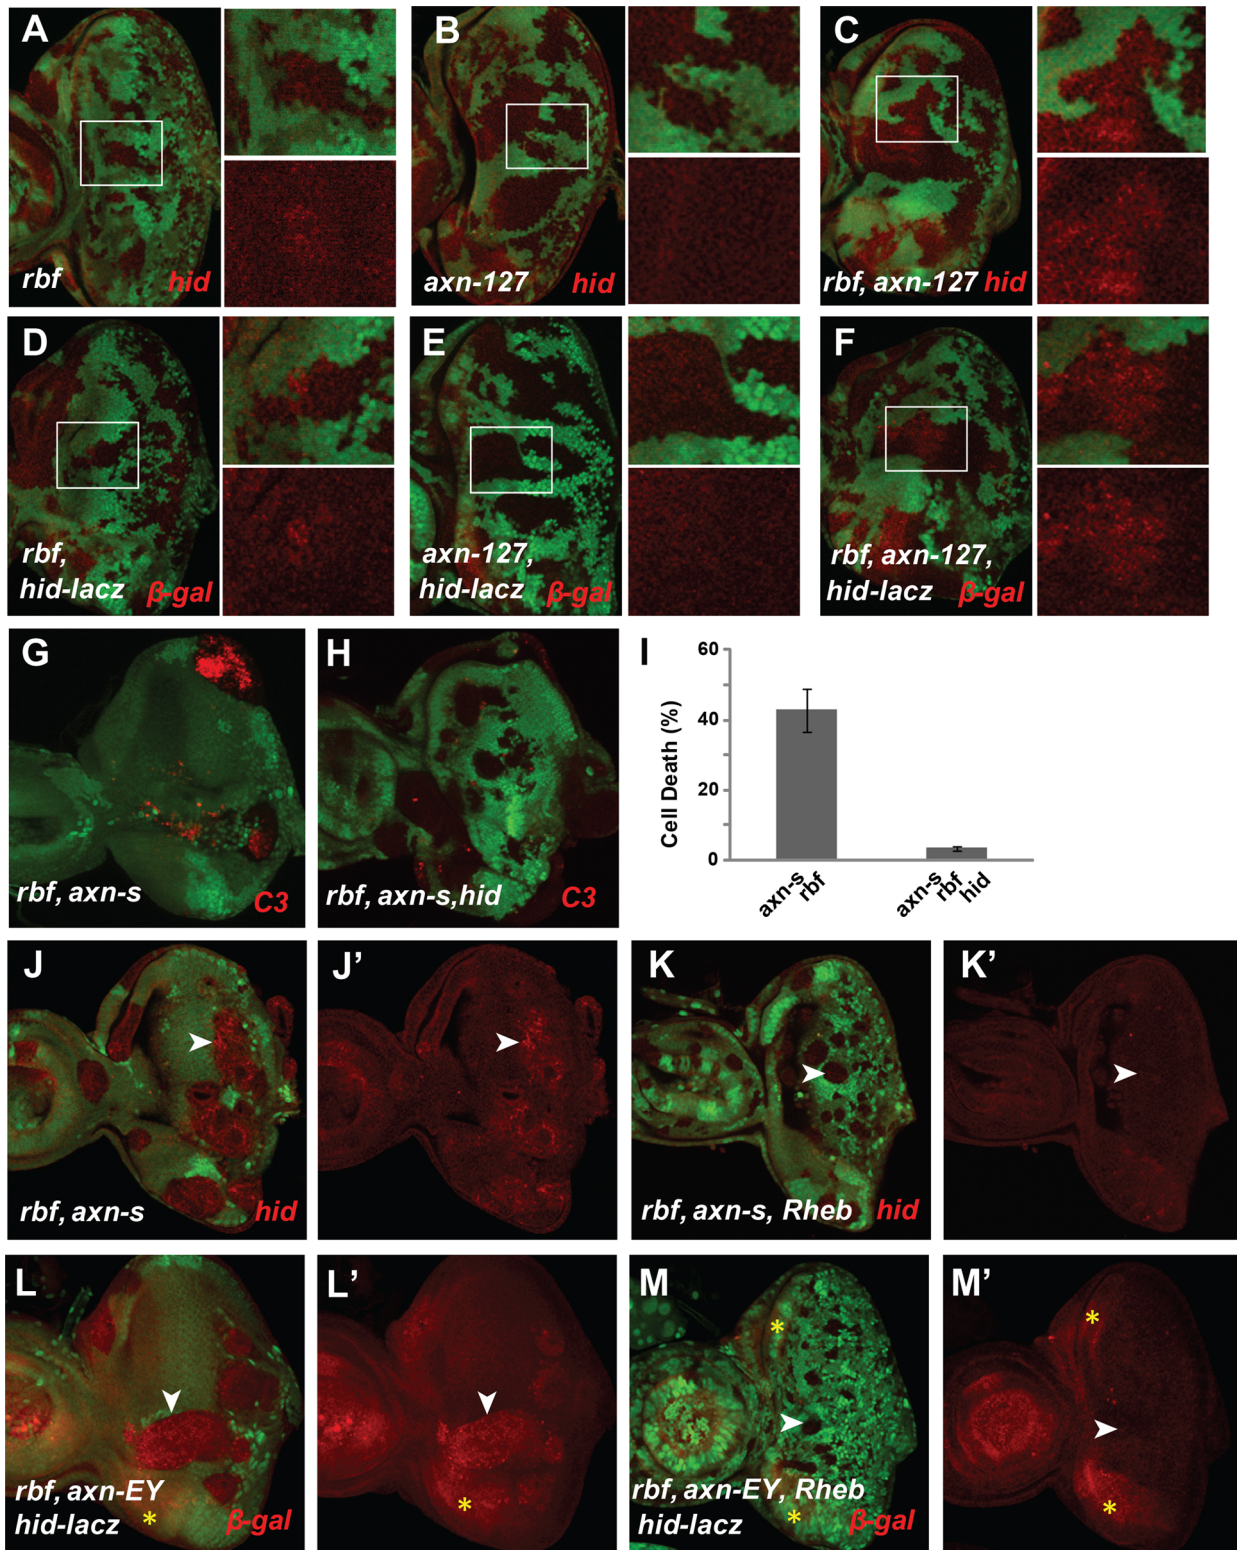 A
rbf
hid
B
axn-127
hid
C
rbf, axn-127 hid
D
rbf,
hid-lacz
β-gal
E
axn-127,
hid-lacz
β-gal
F
rbf, axn-127,
hid-lacz
β-gal
G
rbf, axn-s
C3
H
rbf, axn-s,hid
C3
I
Cell Death (%)
60
40
20
0
axn-s
rbf
axn-s
rbf
hid
J
rbf, axn-s
hid
J’
K
rbf, axn-s, Rheb
hid
K’
L
rbf, axn-EY
hid-lacz
*
β-gal
L’
*
M
*
rbf, axn-EY, Rheb
hid-lacz
*
β-gal
M’
*
*